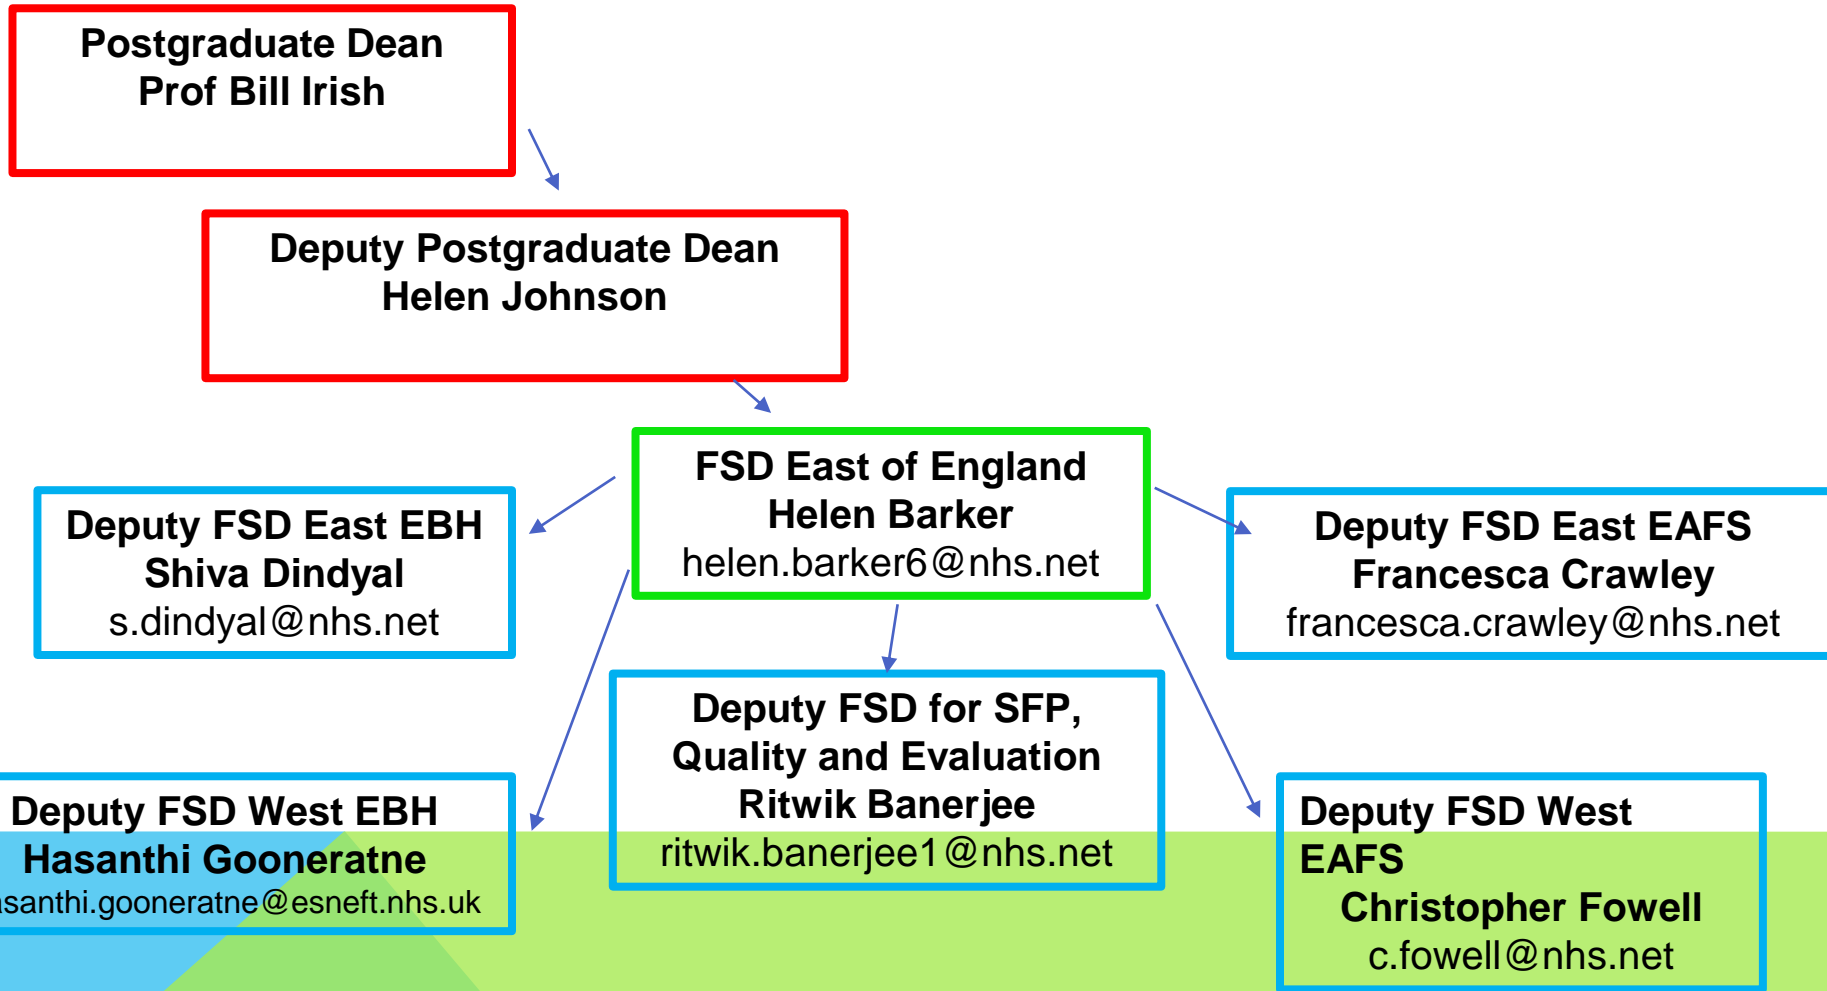 Postgraduate Dean
Prof Bill Irish
Deputy Postgraduate Dean
Helen Johnson
FSD East of England
Helen Barker
helen.barker6@nhs.net
Deputy FSD East EBH
Shiva Dindyal
s.dindyal@nhs.net
Deputy FSD East EAFS
Francesca Crawley
francesca.crawley@nhs.net
Deputy FSD for SFP,
Quality and Evaluation
Ritwik Banerjee
ritwik.banerjee1@nhs.net
Deputy FSD West EBH
Hasanthi Gooneratne
asanthi.gooneratne@esneft.nhs.uk
Deputy FSD West
EAFS
Christopher Fowell
c.fowell@nhs.net